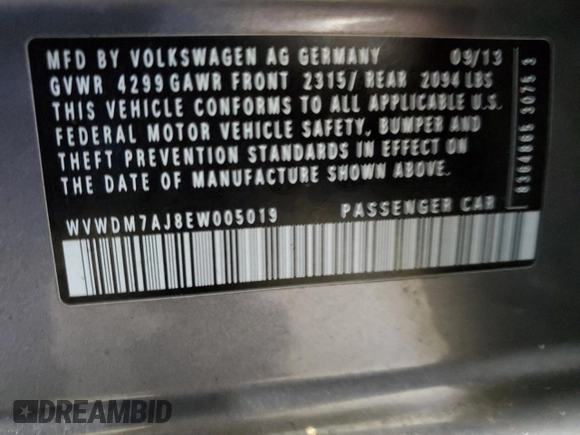 MFD BY VOLKSWAGEN AG GERMANY 09/13
GVWR 4299 GAWR FRONT 2315/ REAR 2094 LBS
THIS VEHICLE CONFORMS TO ALL APPLICABLE U.S.
FEDERAL MOTOR VEHICLE SAFETY, BUMPER AND
THEFT PREVENTION STANDARDS IN EFFECT ON
THE DATE OF MANUFACTURE SHOWN ABOVE.
WVWDM7AJ8EW005019 PASSENGER CAR
DREAMBID